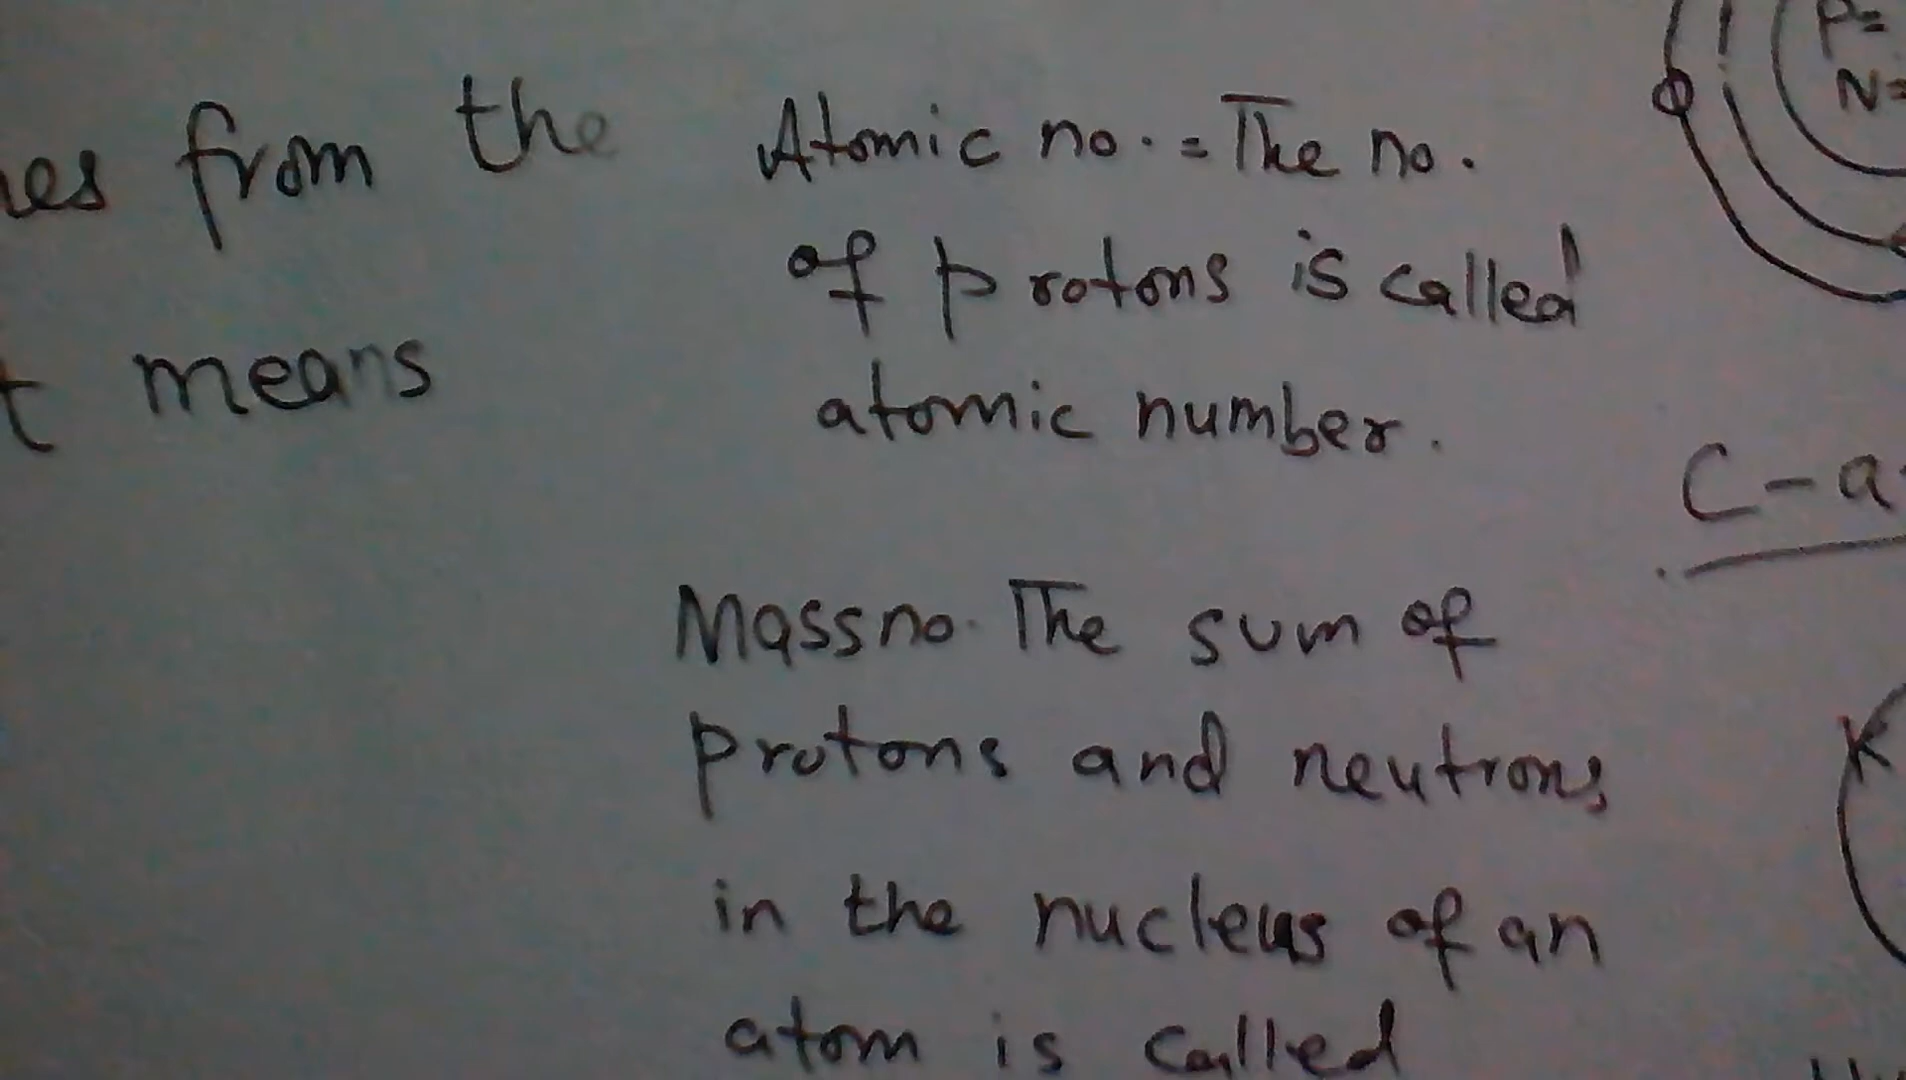 from the
means
Atomic no. = The no.
of protons is called
atomic number.
Mass no. The sum of
protons and neutrons
in the nucleus of an
atom is called
P=
N=
C-a
K